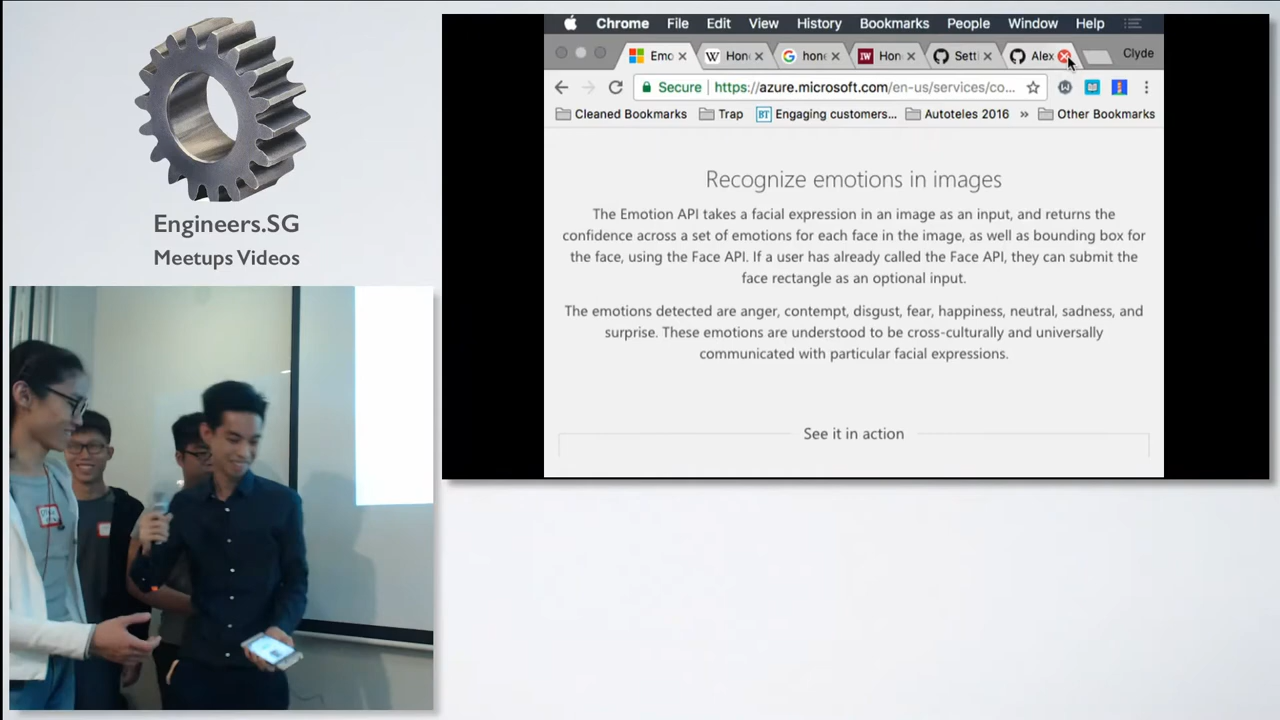 Engineers.SG
Meetups Videos
Chrome File Edit View History Bookmarks People Window Help
Emo
Hon
hon
Hon
Setti
Alex
Clyde
Secure
https://azure.microsoft.com/en-us/services/co...
Cleaned Bookmarks
Trap
BT Engaging customers...
Autoteles 2016
»
Other Bookmarks
Recognize emotions in images
The Emotion API takes a facial expression in an image as an input, and returns the
confidence across a set of emotions for each face in the image, as well as bounding box for
the face, using the Face API. If a user has already called the Face API, they can submit the
face rectangle as an optional input.
The emotions detected are anger, contempt, disgust, fear, happiness, neutral, sadness, and
surprise. These emotions are understood to be cross-culturally and universally
communicated with particular facial expressions.
See it in action